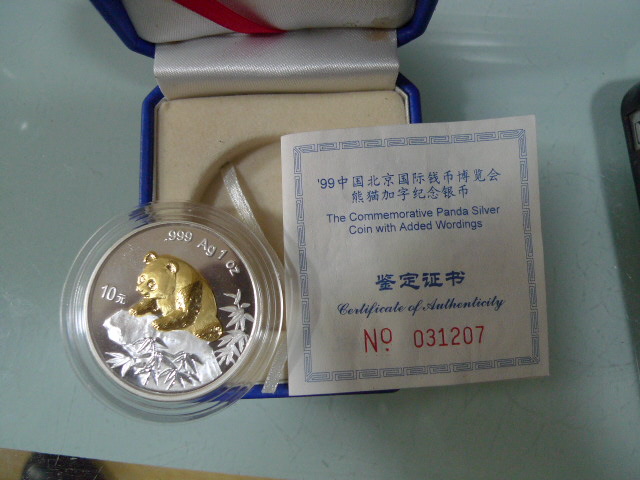 .999 Ag 1 oz
10元
'99中国北京国际钱币博览会
熊猫加字纪念银币
The Commemorative Panda Silver
Coin with Added Wordings
鉴定证书
Certificate of Authenticity
Nº 031207